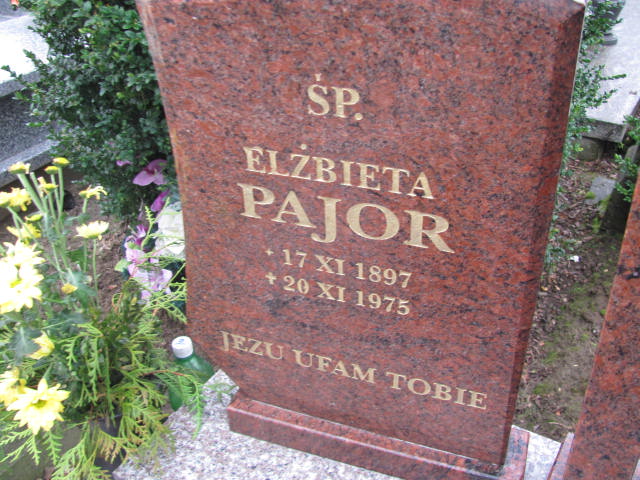 ŚP.
ELŻBIETA
PAJOR
* 17 XI 1897
+ 20 XI 1975
JEZU UFAM TOBIE